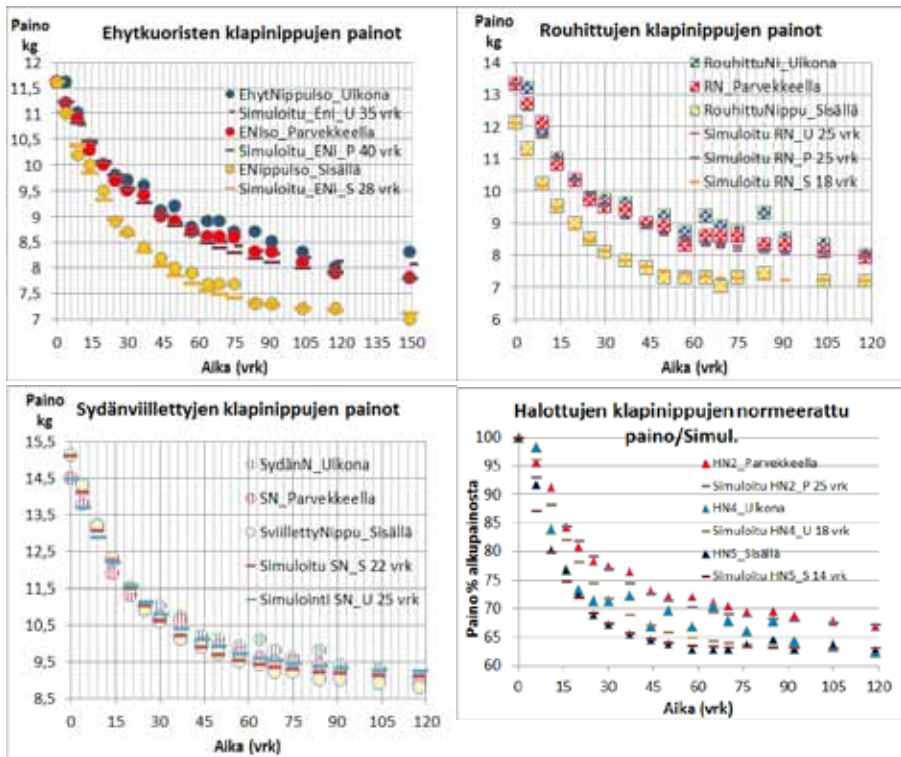 Ehytkuoristen klapinippujen painot
Paino
kg
12
11,5
11
10,5
10
9,5
9
8,5
8
7,5
7
EhytNippuIso_Ulkona
Simuloitu_Eni_U 35 vrk
ENIso_Parvekkeella
Simuloitu_ENI_P 40 vrk
ENippuIso_Sisällä
Simuloitu_ENI_S 28 vrk
0 15 30 45 60 75 90 105 120 135 150
Aika (vrk)
Rouhittujen klapinippujen painot
Paino
kg
14
13
12
11
10
9
8
7
6
RouhittuNi_Ulkona
RN_Parvekkeella
RouhittuNippu_Sisällä
Simuloitu RN_U 25 vrk
Simuloitu RN_P 25 vrk
Simuloitu RN_S 18 vrk
0 15 30 45 60 75 90 105 120
Aika (vrk)
Sydänviillettyjen klapinippujen painot
Paino
kg
15,5
14,5
13,5
12,5
11,5
10,5
9,5
8,5
SydänN_Ulkona
SN_Parvekkeella
SviillettyNippu_Sisällä
Simuloitu SN_S 22 vrk
Simulointi SN_U 25 vrk
0 15 30 45 60 75 90 105 120
Aika (vrk)
Halottujen klapinippujen normeerattu
paino/Simul.
Paino % alkupainosta
100
95
90
85
80
75
70
65
60
HN2_Parvekkeella
Simuloitu HN2_P 25 vrk
HN4_Ulkona
Simuloitu HN4_U 18 vrk
HN5_Sisällä
Simuloitu HN5_S 14 vrk
0 15 30 45 60 75 90 105 120
Aika (vrk)